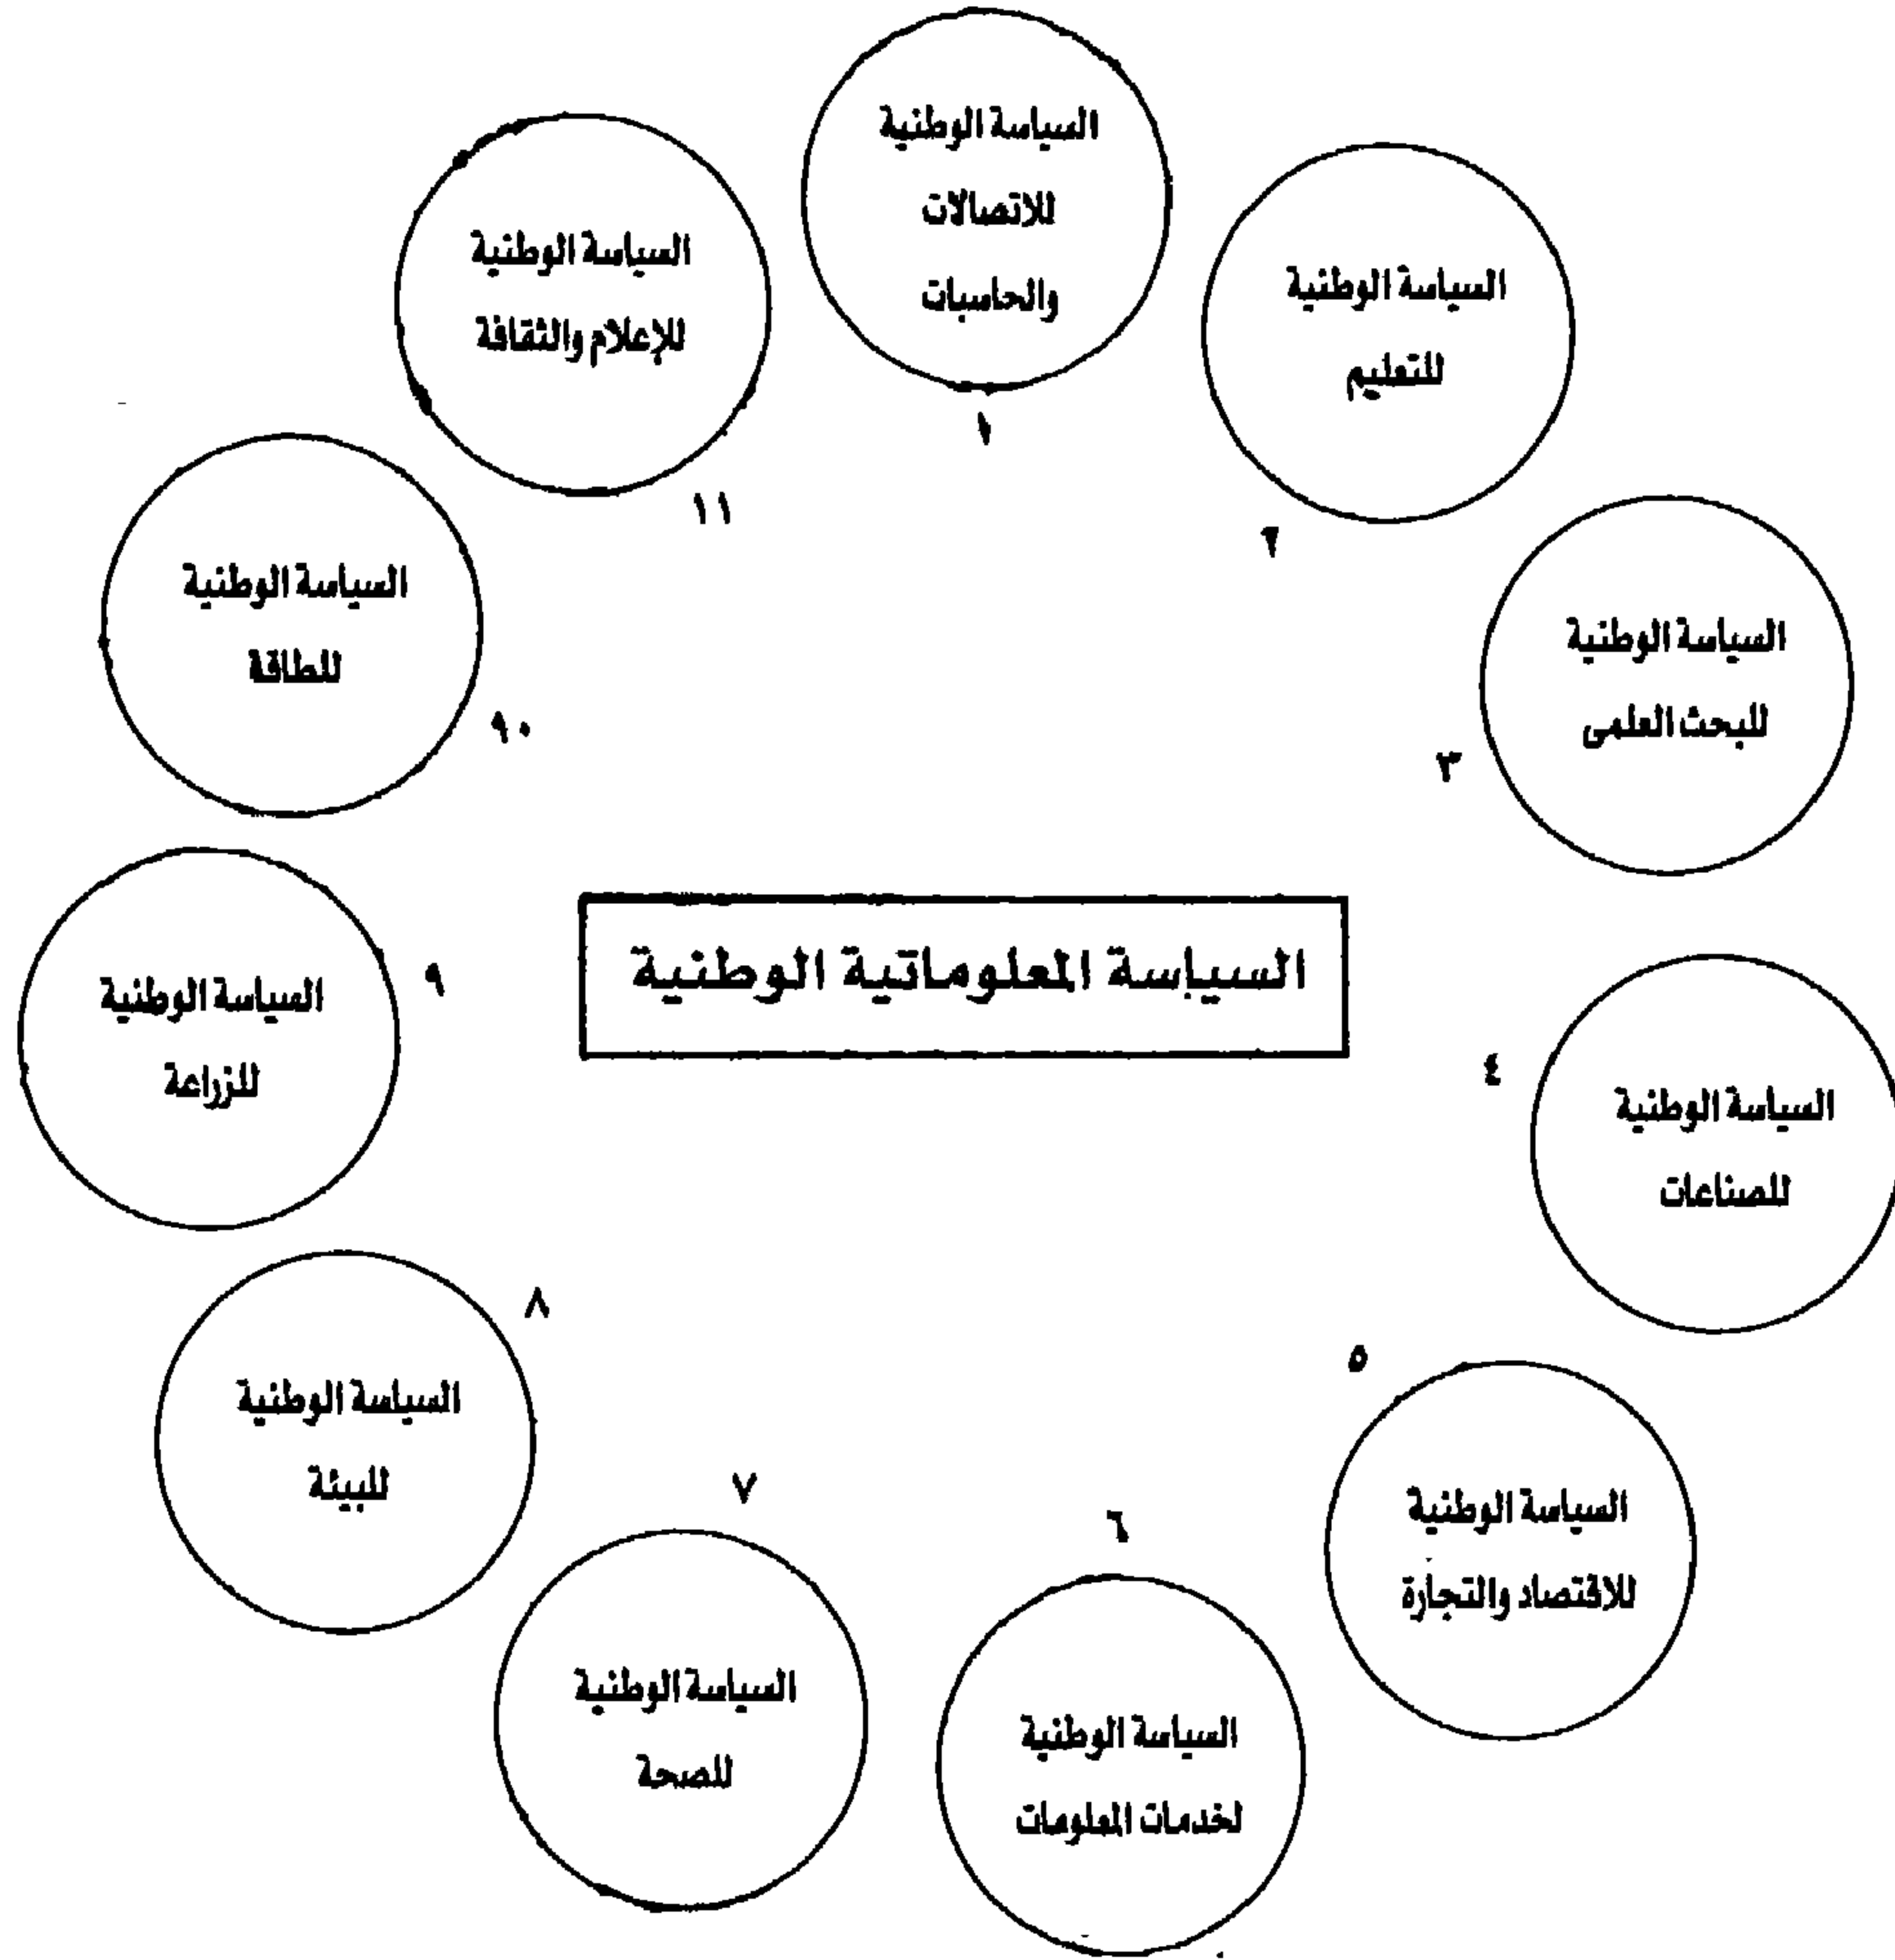 السياسة الوطنية
للاتصالات
والحاسبات
١
السياسة الوطنية
للتعليم
٢
السياسة الوطنية
للبحث العلمى
٣
السياسة الوطنية
للصناعات
٤
السياسة الوطنية
للاقتصاد والتجارة
٥
السياسة الوطنية
لخدمات المعلومات
٦
السياسة الوطنية
للصحة
٧
السياسة الوطنية
للبيئة
٨
السياسة الوطنية
للزراعة
٩
السياسة الوطنية
للطاقة
١٠
السياسة الوطنية
للإعلام والثقافة
١١
السياسة المعلوماتية الوطنية